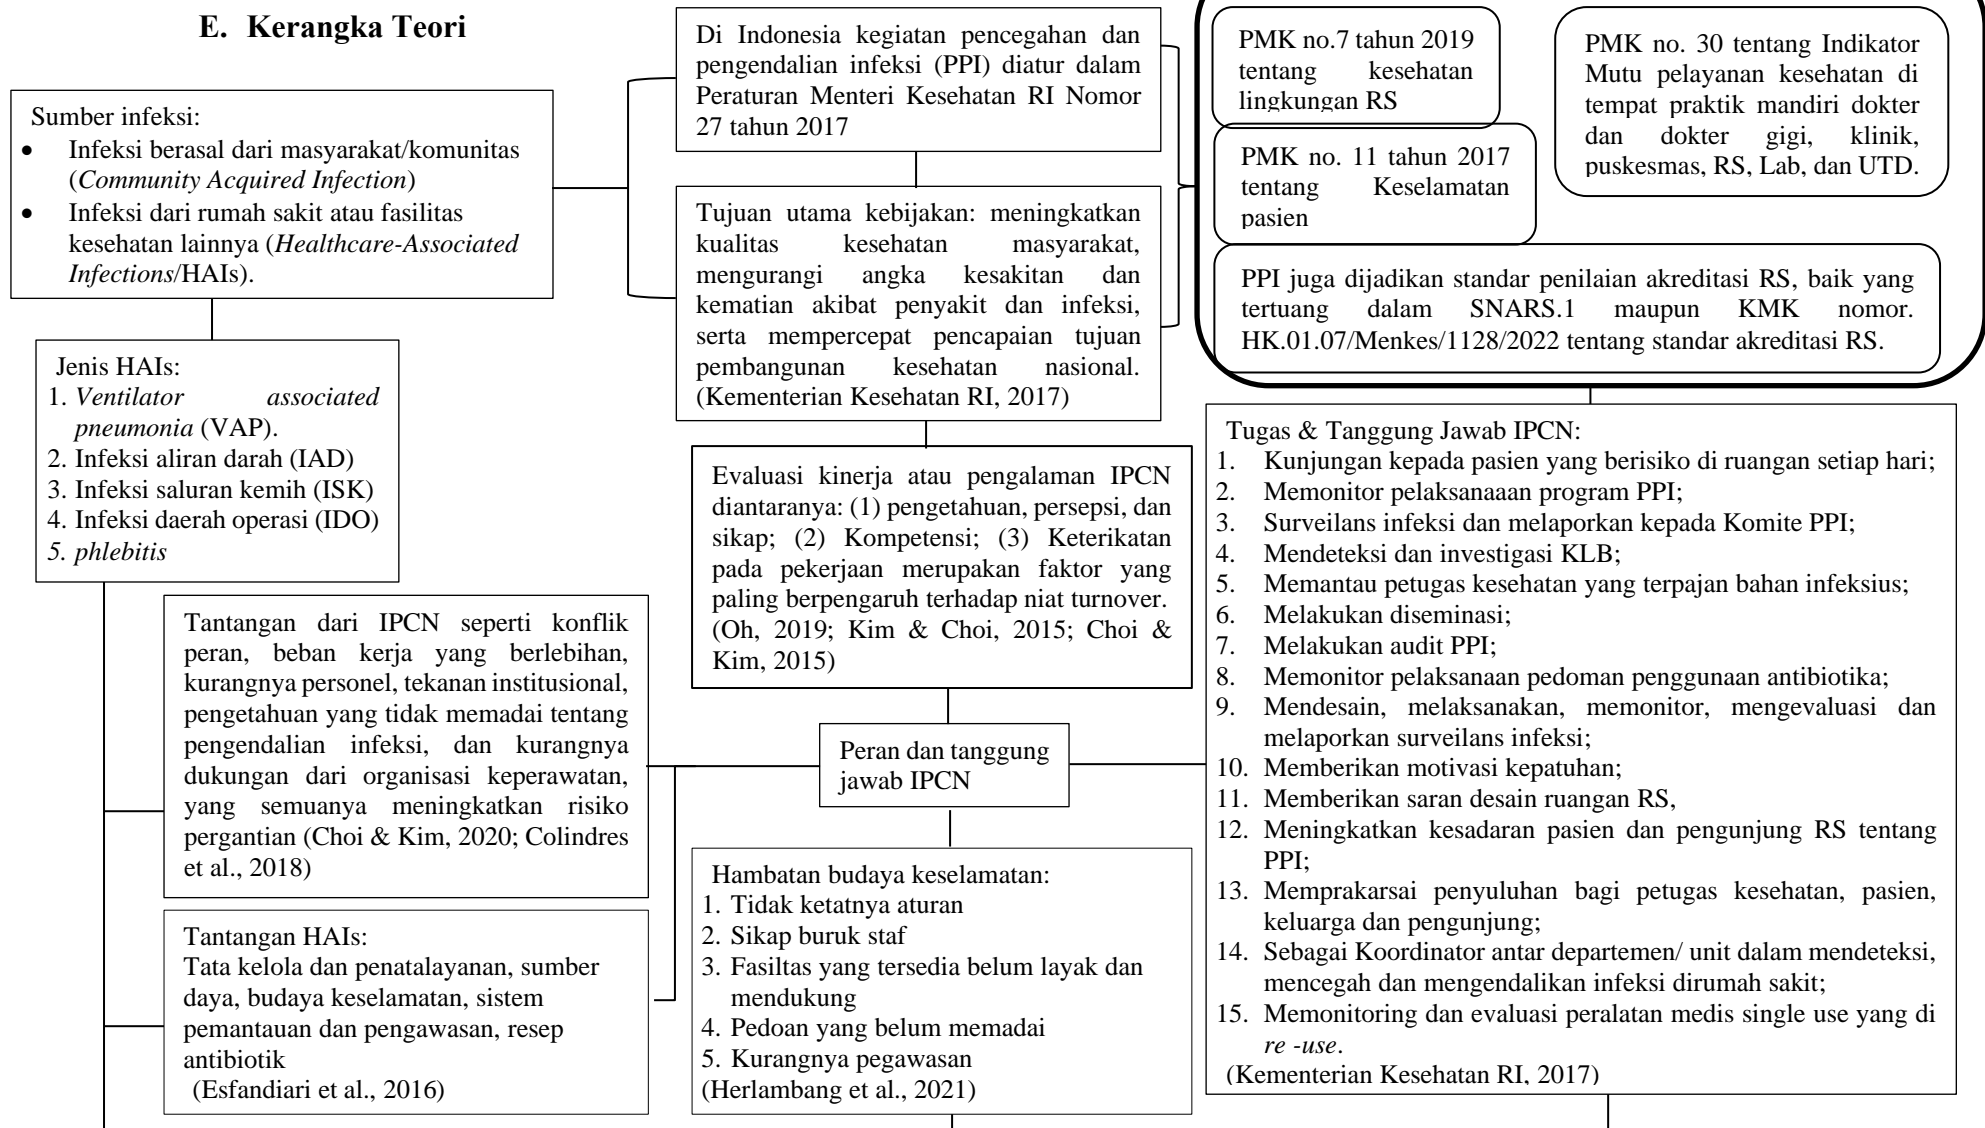 E. Kerangka Teori
Sumber infeksi:
• Infeksi berasal dari masyarakat/komunitas
(Community Acquired Infection)
• Infeksi dari rumah sakit atau fasilitas
kesehatan lainnya (Healthcare-Associated
Infections/HAIs).
Di Indonesia kegiatan pencegahan dan
pengendalian infeksi (PPI) diatur dalam
Peraturan Menteri Kesehatan RI Nomor
27 tahun 2017
PMK no.7 tahun 2019
tentang kesehatan
lingkungan RS
PMK no. 30 tentang Indikator
Mutu pelayanan kesehatan di
tempat praktik mandiri dokter
dan dokter gigi, klinik,
puskesmas, RS, Lab, dan UTD.
PMK no. 11 tahun 2017
tentang Keselamatan
pasien
PPI juga dijadikan standar penilaian akreditasi RS, baik yang
tertuang dalam SNARS.1 maupun KMK nomor.
HK.01.07/Menkes/1128/2022 tentang standar akreditasi RS.
Tujuan utama kebijakan: meningkatkan
kualitas kesehatan masyarakat,
mengurangi angka kesakitan dan
kematian akibat penyakit dan infeksi,
serta mempercepat pencapaian tujuan
pembangunan kesehatan nasional.
(Kementerian Kesehatan RI, 2017)
Jenis HAIs:
1. Ventilator associated
pneumonia (VAP).
2. Infeksi aliran darah (IAD)
3. Infeksi saluran kemih (ISK)
4. Infeksi daerah operasi (IDO)
5. phlebitis
Evaluasi kinerja atau pengalaman IPCN
diantaranya: (1) pengetahuan, persepsi, dan
sikap; (2) Kompetensi; (3) Keterikatan
pada pekerjaan merupakan faktor yang
paling berpengaruh terhadap niat turnover.
(Oh, 2019; Kim & Choi, 2015; Choi &
Kim, 2015)
Tugas & Tanggung Jawab IPCN:
1. Kunjungan kepada pasien yang berisiko di ruangan setiap hari;
2. Memonitor pelaksanaaan program PPI;
3. Surveilans infeksi dan melaporkan kepada Komite PPI;
4. Mendeteksi dan investigasi KLB;
5. Memantau petugas kesehatan yang terpajan bahan infeksius;
6. Melakukan diseminasi;
7. Melakukan audit PPI;
8. Memonitor pelaksanaan pedoman penggunaan antibiotika;
9. Mendesain, melaksanakan, memonitor, mengevaluasi dan
melaporkan surveilans infeksi;
10. Memberikan motivasi kepatuhan;
11. Memberikan saran desain ruangan RS,
12. Meningkatkan kesadaran pasien dan pengunjung RS tentang
PPI;
13. Memprakarsai penyuluhan bagi petugas kesehatan, pasien,
keluarga dan pengunjung;
14. Sebagai Koordinator antar departemen/ unit dalam mendeteksi,
mencegah dan mengendalikan infeksi dirumah sakit;
15. Memonitoring dan evaluasi peralatan medis single use yang di
re -use.
(Kementerian Kesehatan RI, 2017)
Tantangan dari IPCN seperti konflik
peran, beban kerja yang berlebihan,
kurangnya personel, tekanan institusional,
pengetahuan yang tidak memadai tentang
pengendalian infeksi, dan kurangnya
dukungan dari organisasi keperawatan,
yang semuanya meningkatkan risiko
pergantian (Choi & Kim, 2020; Colindres
et al., 2018)
Peran dan tanggung
jawab IPCN
Tantangan HAIs:
Tata kelola dan penatalayanan, sumber
daya, budaya keselamatan, sistem
pemantauan dan pengawasan, resep
antibiotik
(Esfandiari et al., 2016)
Hambatan budaya keselamatan:
1. Tidak ketatnya aturan
2. Sikap buruk staf
3. Fasiltas yang tersedia belum layak dan
mendukung
4. Pedoan yang belum memadai
5. Kurangnya pegawasan
(Herlambang et al., 2021)